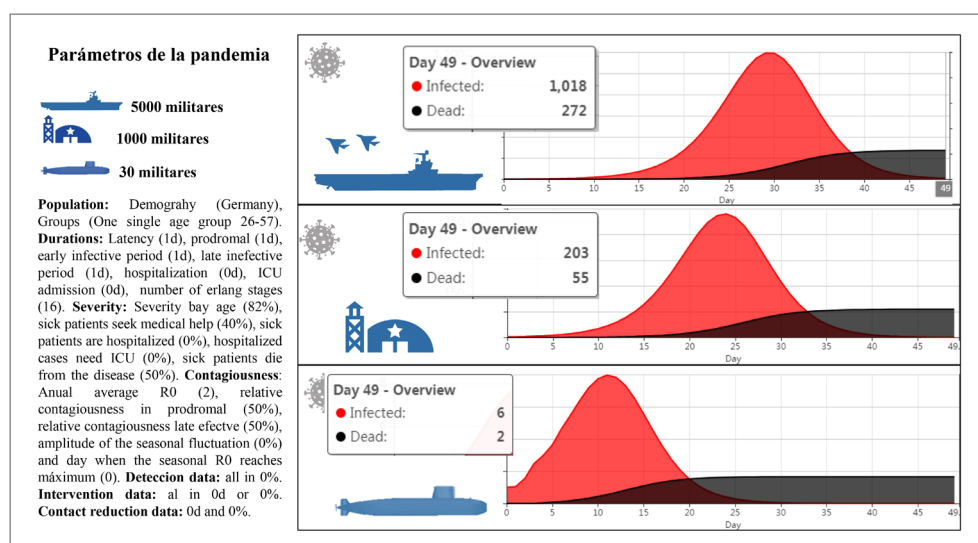 Parámetros de la pandemia
5000 militares
1000 militares
30 militares
Population: Demograhy (Germany),
Groups (One single age group 26-57).
Durations: Latency (1d), prodromal (1d),
early infective period (1d), late inefective
period (1d), hospitalization (0d), ICU
admission (0d), number of erlang stages
(16). Severity: Severity bay age (82%),
sick patients seek medical help (40%), sick
patients are hospitalized (0%), hospitalized
cases need ICU (0%), sick patients die
from the disease (50%). Contagiousness:
Anual average R0 (2), relative
contagiousness in prodromal (50%),
relative contagiousness late efectve (50%),
amplitude of the seasonal fluctuation (0%)
and day when the seasonal R0 reaches
máximum (0). Deteccion data: all in 0%.
Intervention data: al in 0d or 0%.
Contact reduction data: 0d and 0%.
Day 49 - Overview
Infected: 1,018
Dead: 272
0 5 10 15 20 25 30 35 40 45 49
Day
Day 49 - Overview
Infected: 203
Dead: 55
0 5 10 15 20 25 30 35 40 45 49.
Day
Day 49 - Overview
Infected: 6
Dead: 2
0 5 10 15 20 25 30 35 40 45 49.
Day